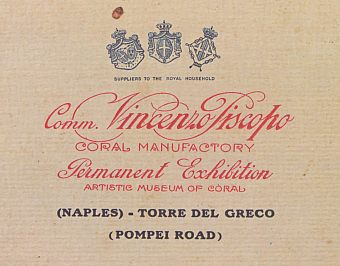 SUPPLIERS TO THE ROYAL HOUSEHOLD
Comm. Vincenzo Piscopo
CORAL MANUFACTORY
Permanent Exhibition
ARTISTIC MUSEUM OF CORAL
(NAPLES) - TORRE DEL GRECO
(POMPEI ROAD)